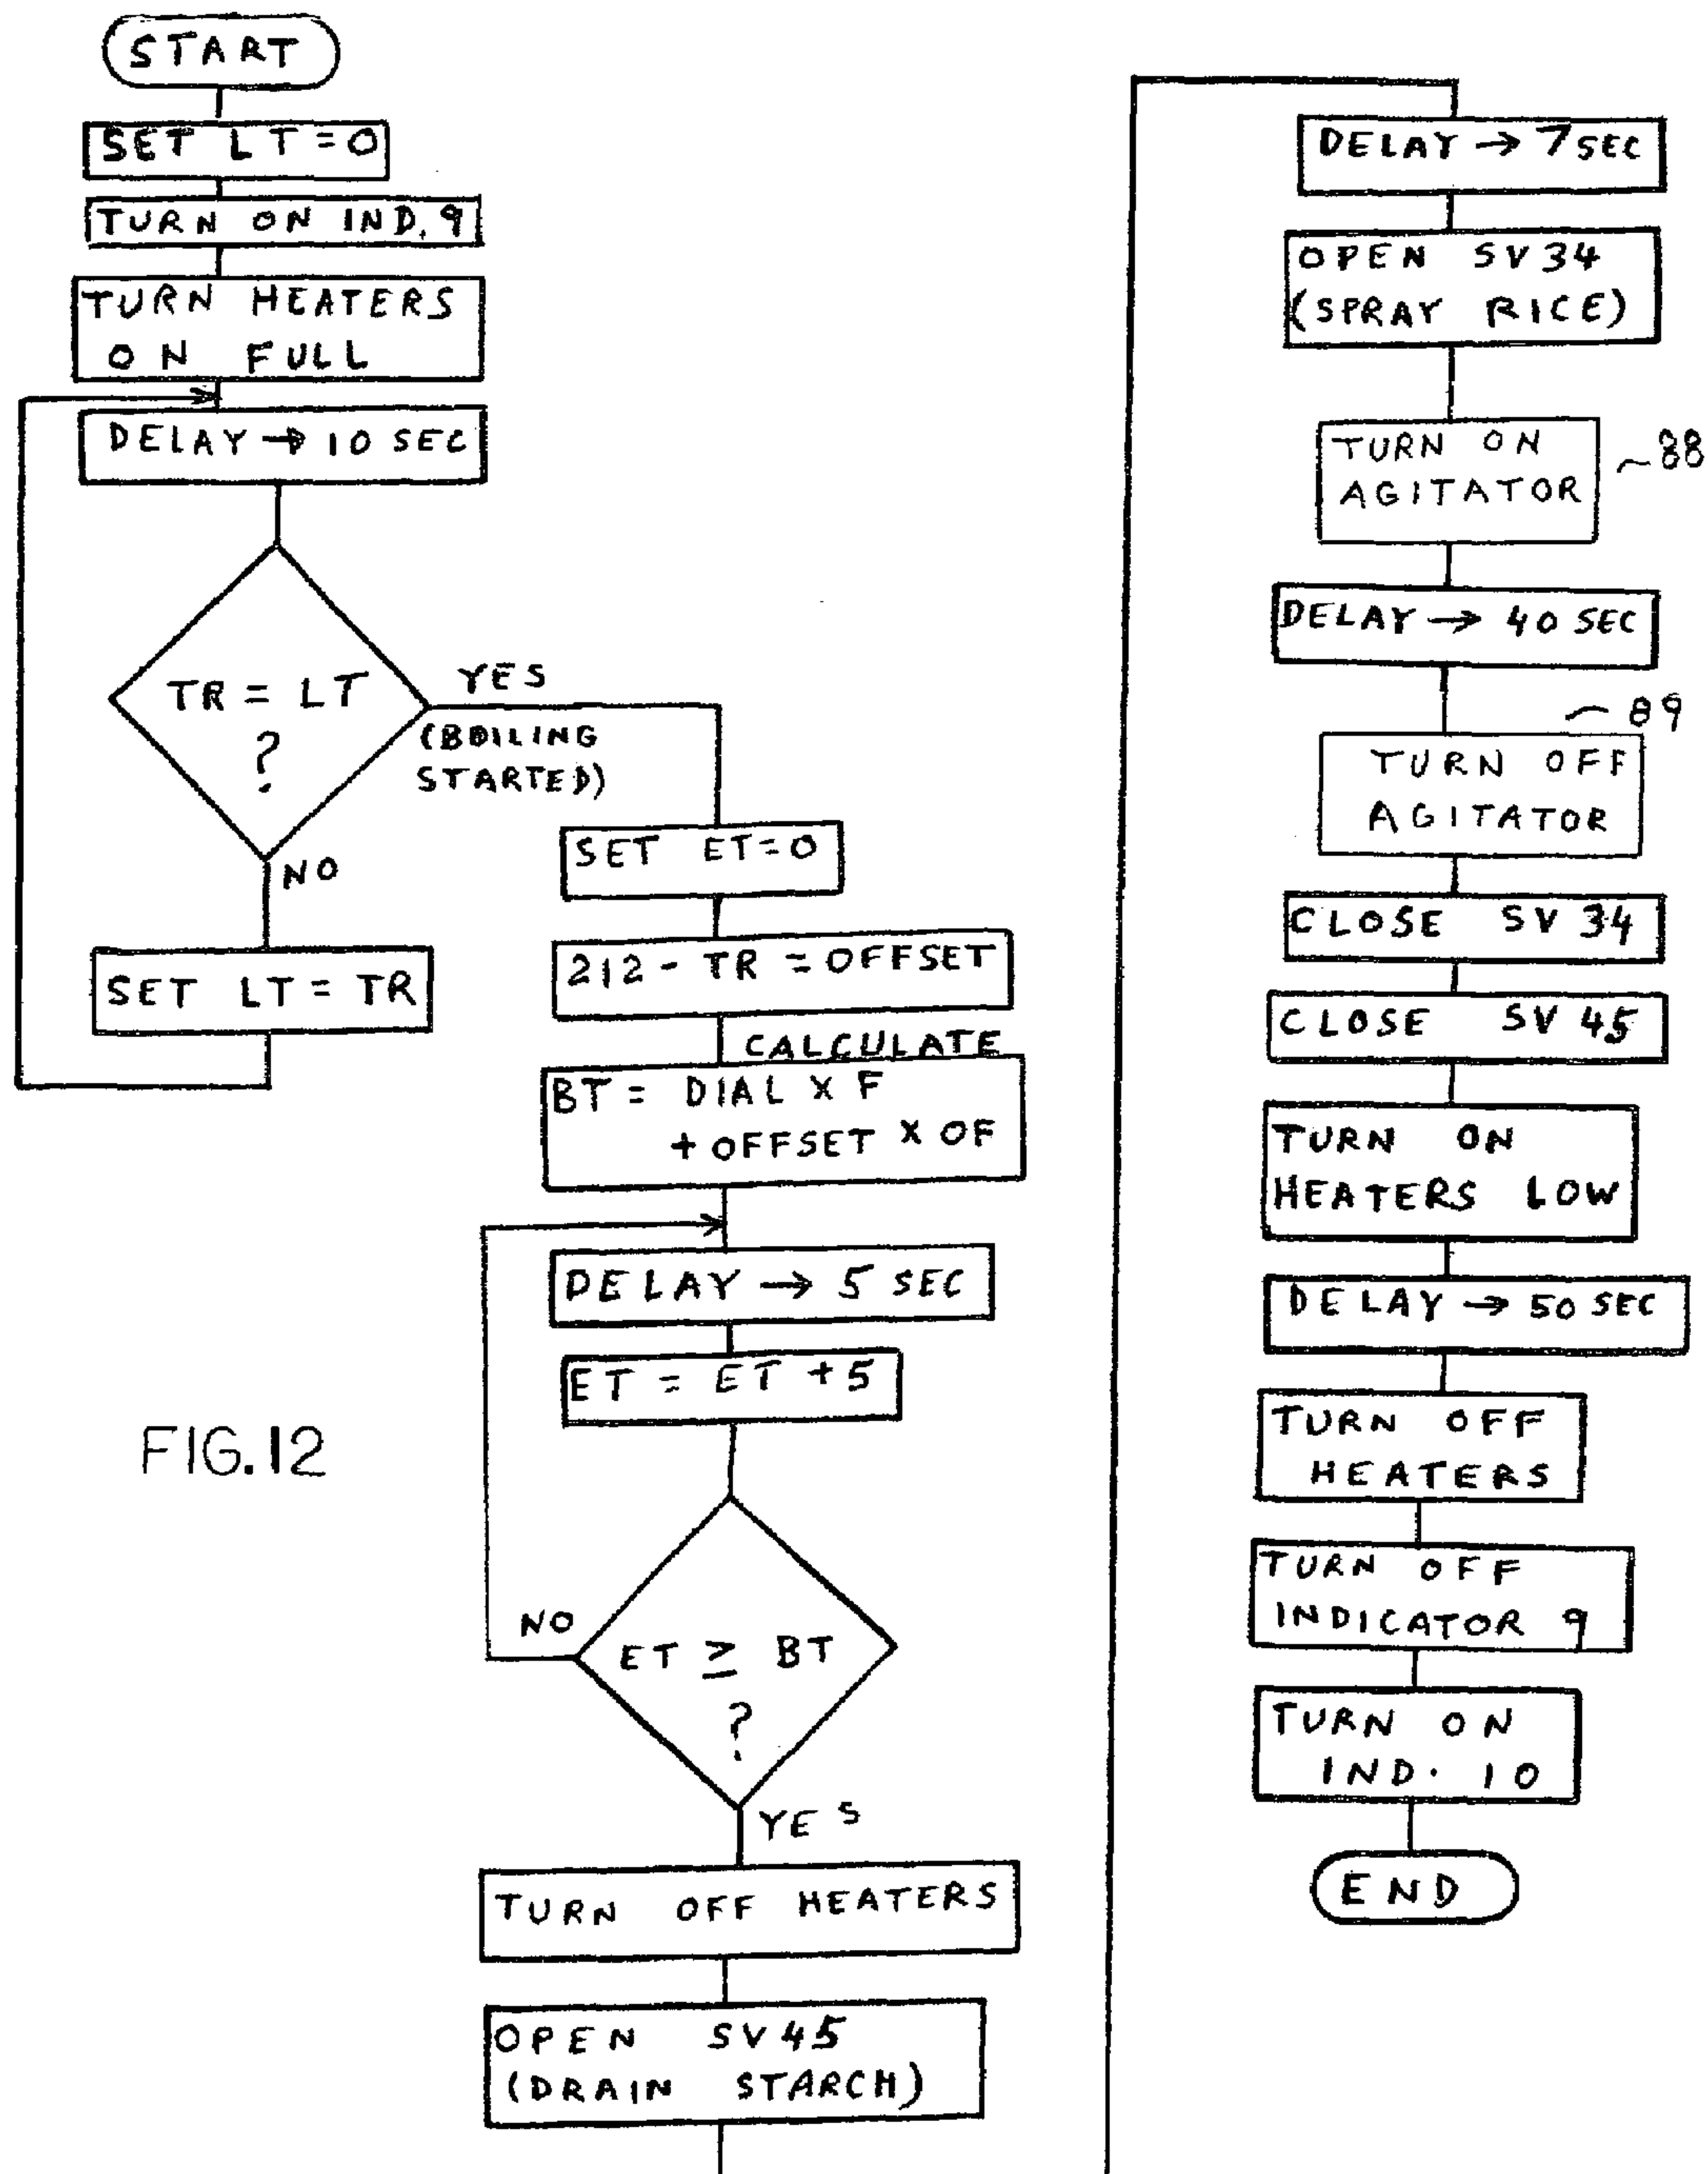 START
SET LT=0
TURN ON IND. 9
TURN HEATERS
ON FULL
DELAY → 10 SEC
TR = LT
?
YES
(BOILING
STARTED)
NO
SET LT = TR
SET ET=0
212 - TR = OFFSET
CALCULATE
BT = DIAL X F
+ OFFSET X OF
DELAY → 5 SEC
ET = ET + 5
NO
ET ≥ BT
?
YES
TURN OFF HEATERS
OPEN SV45
(DRAIN STARCH)
FIG.12
DELAY → 7 SEC
OPEN SV34
(SPRAY RICE)
TURN ON
AGITATOR
~88
DELAY → 40 SEC
~89
TURN OFF
AGITATOR
CLOSE SV 34
CLOSE SV 45
TURN ON
HEATERS LOW
DELAY → 50 SEC
TURN OFF
HEATERS
TURN OFF
INDICATOR 9
TURN ON
IND. 10
END